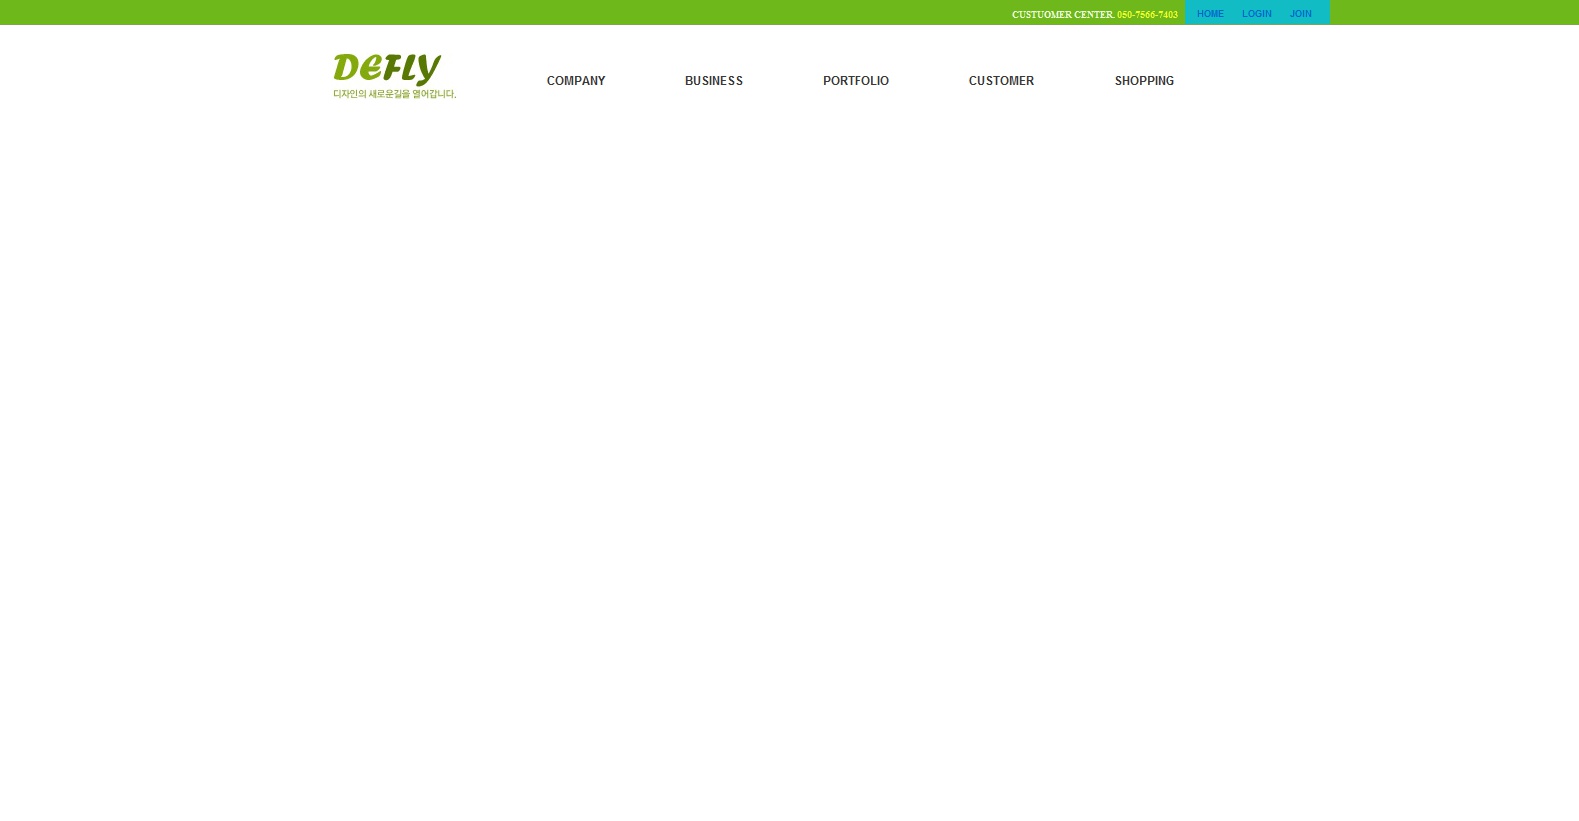 CUSTUOMER CENTER. 050-7566-7403 HOME LOGIN JOIN
DEFLY
디자인의 새로운길을 열어갑니다.
COMPANY BUSINESS PORTFOLIO CUSTOMER SHOPPING